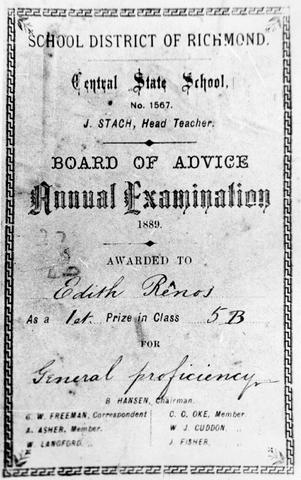 SCHOOL DISTRICT OF RICHMOND.
Central State School,
No. 1567.
J. STACH, Head Teacher.
BOARD OF ADVICE
Annual Examination
1889.
AWARDED TO
Edith Rênos
As a 1st. Prize in Class 5B
FOR
General proficiency
B HANSEN, Chairman.
G. W. FREEMAN, Correspondent C. C. OKE, Member.
A. ASHER, Member. W. J. CUDDON, „
W. LANGFORD, „ J. FISHER, „